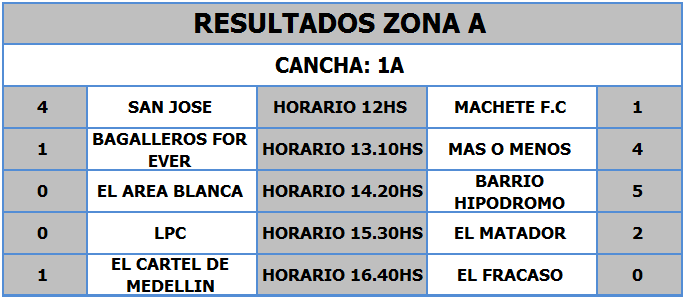 RESULTADOS ZONA A
CANCHA: 1A
4 SAN JOSE HORARIO 12HS MACHETE F.C 1
1 BAGALLEROS FOR EVER HORARIO 13.10HS MAS O MENOS 4
0 EL AREA BLANCA HORARIO 14.20HS BARRIO HIPODROMO 5
0 LPC HORARIO 15.30HS EL MATADOR 2
1 EL CARTEL DE MEDELLIN HORARIO 16.40HS EL FRACASO 0